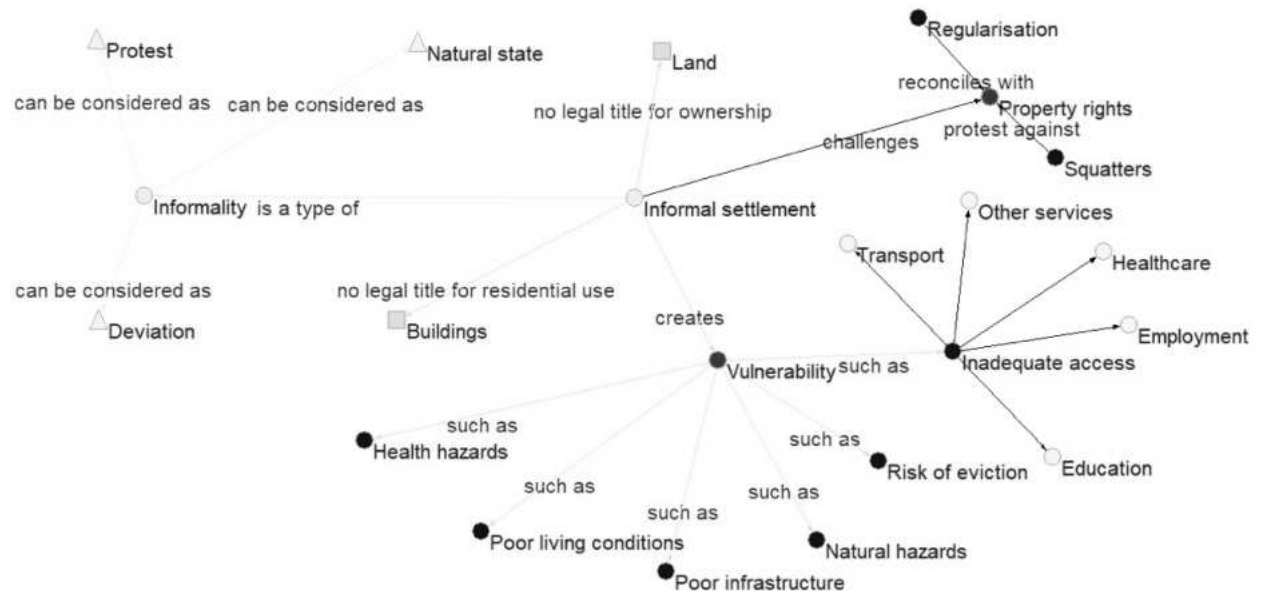 Regularisation
Protest
Natural state
Land
reconciles with
can be considered as
can be considered as
no legal title for ownership
Property rights
challenges
protest against
Squatters
Informality
is a type of
Informal settlement
Other services
Transport
Healthcare
can be considered as
no legal title for residential use
Deviation
Buildings
creates
Employment
Vulnerability
such as
Inadequate access
such as
Health hazards
such as
Risk of eviction
Education
such as
such as
such as
Poor living conditions
Natural hazards
Poor infrastructure